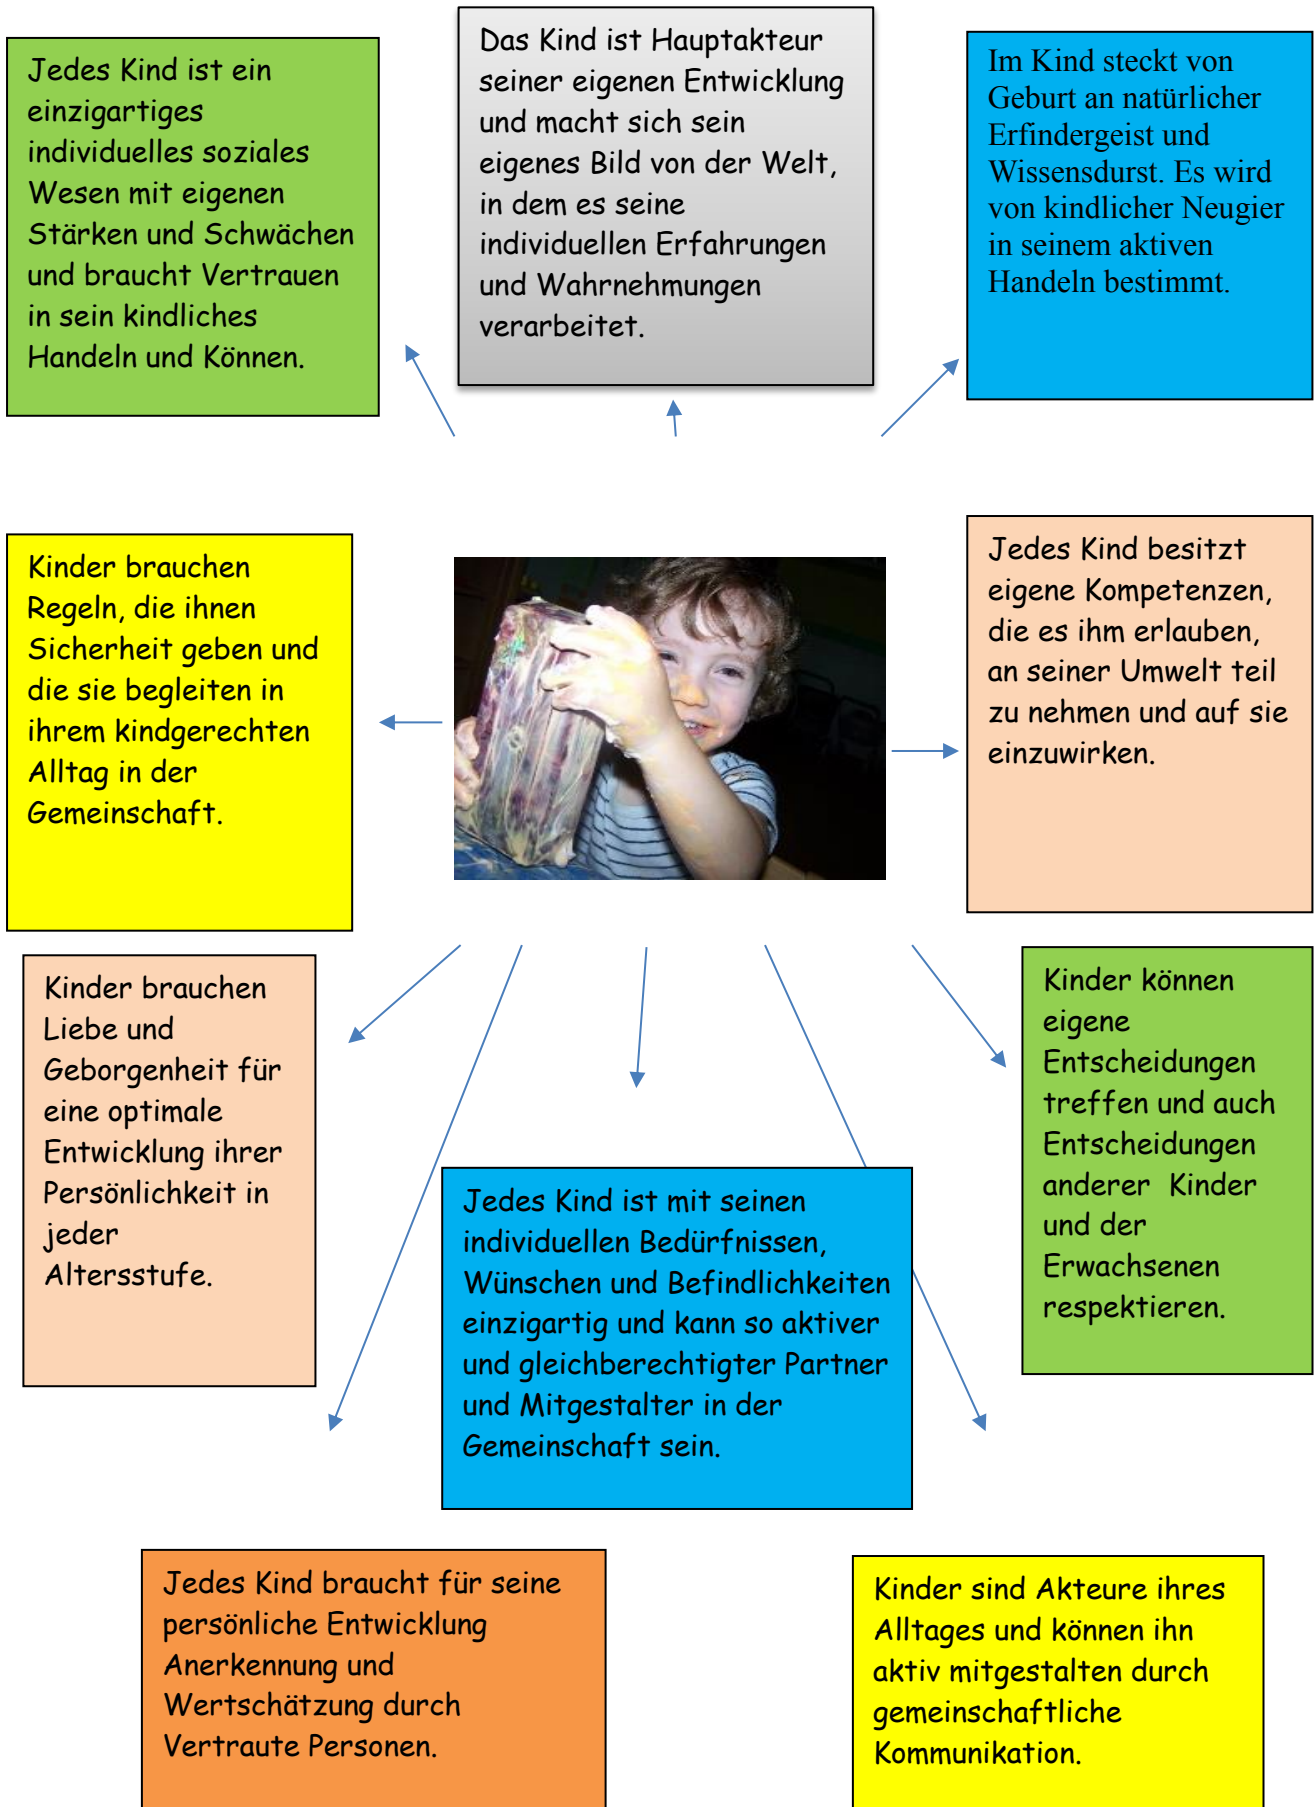 Jedes Kind ist ein
einzigartiges
individuelles soziales
Wesen mit eigenen
Stärken und Schwächen
und braucht Vertrauen
in sein kindliches
Handeln und Können.
Das Kind ist Hauptakteur
seiner eigenen Entwicklung
und macht sich sein
eigenes Bild von der Welt,
in dem es seine
individuellen Erfahrungen
und Wahrnehmungen
verarbeitet.
Im Kind steckt von
Geburt an natürlicher
Erfindergeist und
Wissensdurst. Es wird
von kindlicher Neugier
in seinem aktiven
Handeln bestimmt.
Kinder brauchen
Regeln, die ihnen
Sicherheit geben und
die sie begleiten in
ihrem kindgerechten
Alltag in der
Gemeinschaft.
Jedes Kind besitzt
eigene Kompetenzen,
die es ihm erlauben,
an seiner Umwelt teil
zu nehmen und auf sie
einzuwirken.
Kinder brauchen
Liebe und
Geborgenheit für
eine optimale
Entwicklung ihrer
Persönlichkeit in
jeder
Altersstufe.
Jedes Kind ist mit seinen
individuellen Bedürfnissen,
Wünschen und Befindlichkeiten
einzigartig und kann so aktiver
und gleichberechtigter Partner
und Mitgestalter in der
Gemeinschaft sein.
Kinder können
eigene
Entscheidungen
treffen und auch
Entscheidungen
anderer  Kinder
und der
Erwachsenen
respektieren.
Jedes Kind braucht für seine
persönliche Entwicklung
Anerkennung und
Wertschätzung durch
Vertraute Personen.
Kinder sind Akteure ihres
Alltages und können ihn
aktiv mitgestalten durch
gemeinschaftliche
Kommunikation.